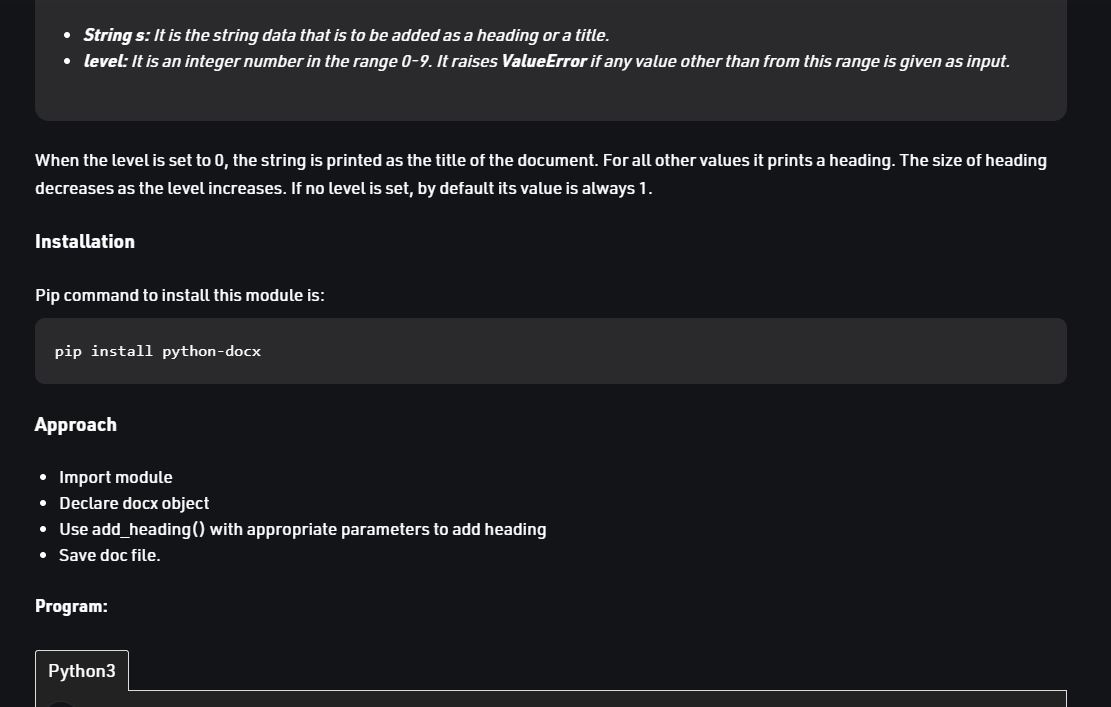 String s: It is the string data that is to be added as a heading or a title.
level: It is an integer number in the range 0-9. It raises ValueError if any value other than from this range is given as input.
When the level is set to 0, the string is printed as the title of the document. For all other values it prints a heading. The size of heading
decreases as the level increases. If no level is set, by default its value is always 1.
Installation
Pip command to install this module is:
pip install python-docx
Approach
Import module
Declare docx object
Use add_heading() with appropriate parameters to add heading
Save doc file.
Program:
Python3